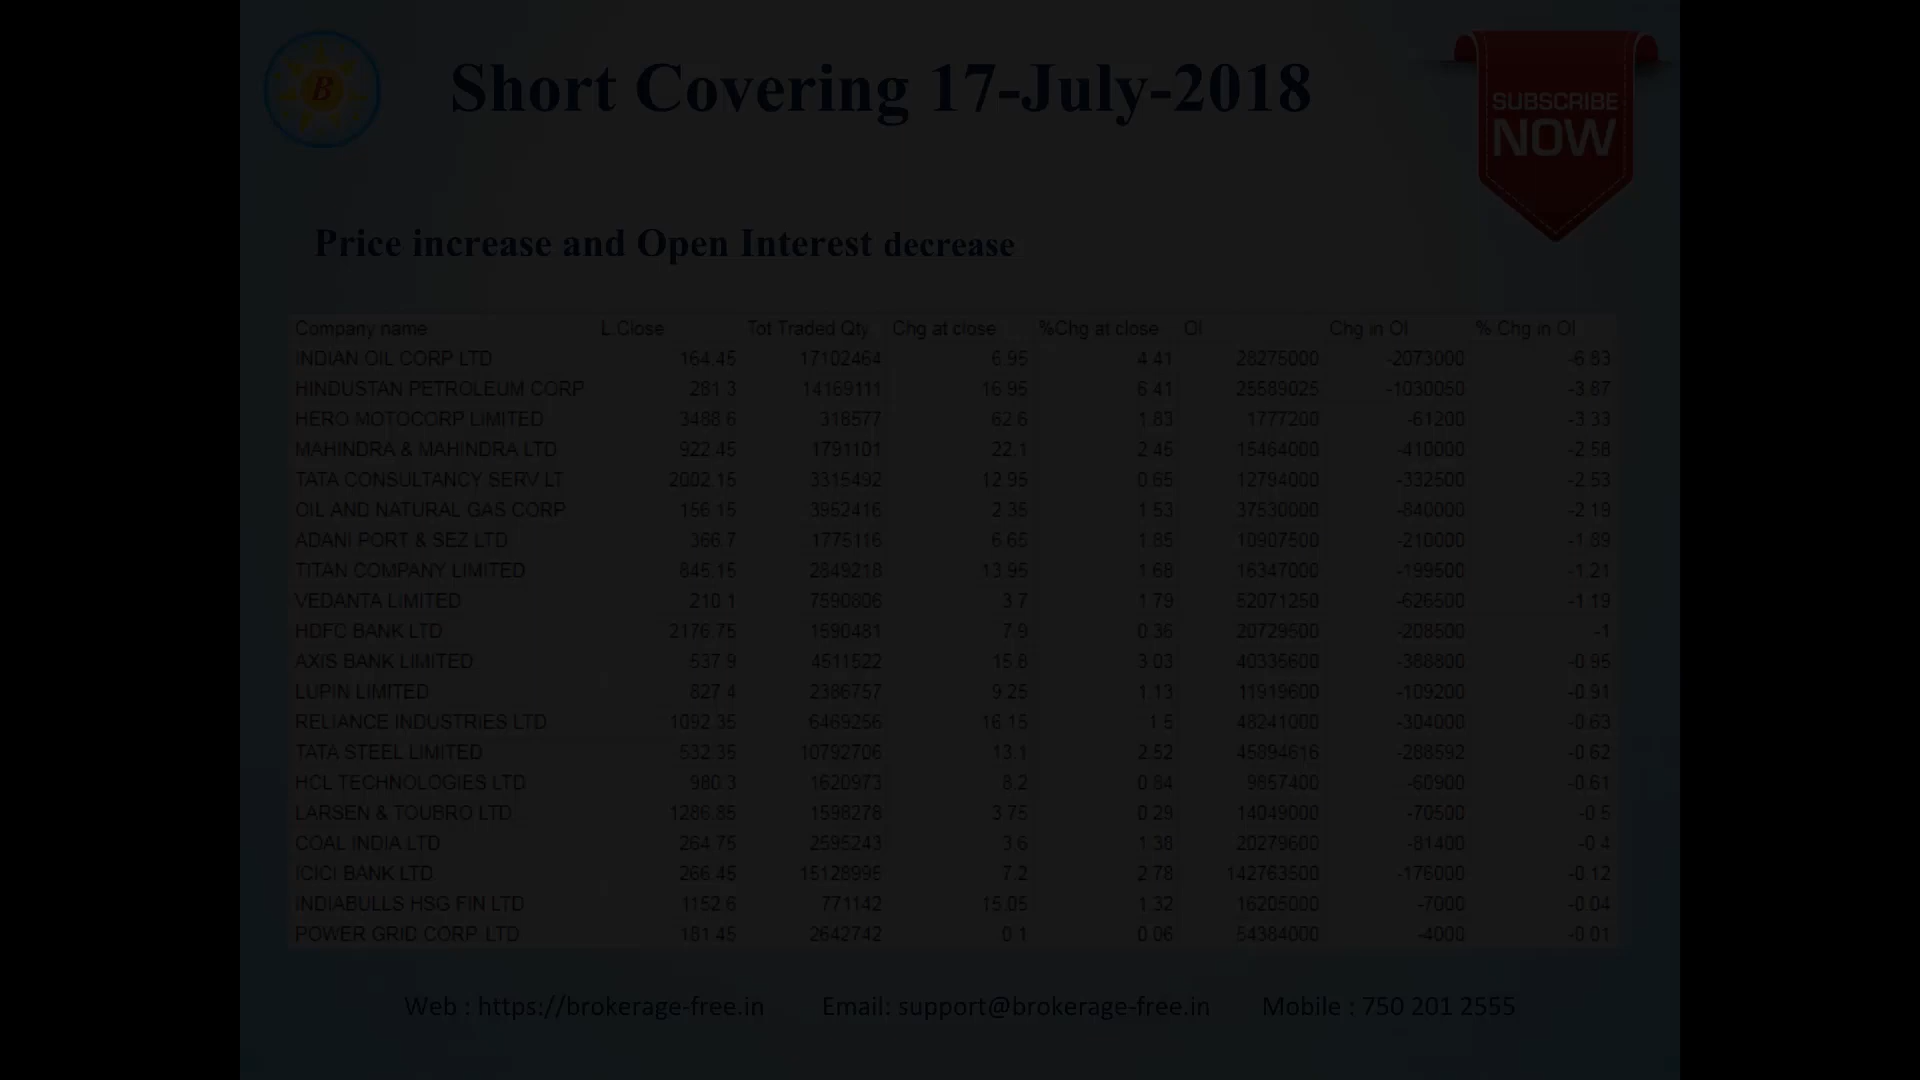 B
Short Covering 17-July-2018
SUBSCRIBE
NOW
Price increase and Open Interest decrease
Company name L Close Tot Traded Qty Chg at close %Chg at close OI Chg in OI % Chg in OI
INDIAN OIL CORP LTD 164.45 17102464 6.95 4.41 28275000 -2073000 -6.83
HINDUSTAN PETROLEUM CORP 281.3 14169111 16.95 6.41 25589025 -1030050 -3.87
HERO MOTOCORP LIMITED 3488.6 318577 62.6 1.83 1777200 -61200 -3.33
MAHINDRA & MAHINDRA LTD 922.45 1791101 22.1 2.45 15464000 -410000 -2.58
TATA CONSULTANCY SERV LT 2002.15 3315492 12.95 0.65 12794000 -332500 -2.53
OIL AND NATURAL GAS CORP 156.15 3952416 2.35 1.53 37530000 -840000 -2.19
ADANI PORT & SEZ LTD 366.7 1775116 6.65 1.85 10907500 -210000 -1.89
TITAN COMPANY LIMITED 845.15 2849218 13.95 1.68 16347000 -199500 -1.21
VEDANTA LIMITED 210.1 7590806 3.7 1.79 52071250 -626500 -1.19
HDFC BANK LTD 2176.75 1590481 7.9 0.36 20729500 -208500 -1
AXIS BANK LIMITED 537.9 4511522 15.8 3.03 40335600 -388800 -0.95
LUPIN LIMITED 827.4 2386757 9.25 1.13 11919600 -109200 -0.91
RELIANCE INDUSTRIES LTD 1092.35 6469256 16.15 1.5 48241000 -304000 -0.63
TATA STEEL LIMITED 532.35 10792706 13.1 2.52 45894616 -288592 -0.62
HCL TECHNOLOGIES LTD 980.3 1620973 8.2 0.84 9857400 -60900 -0.61
LARSEN & TOUBRO LTD. 1286.85 1598278 3.75 0.29 14049000 -70500 -0.5
COAL INDIA LTD 264.75 2595243 3.6 1.38 20279600 -81400 -0.4
ICICI BANK LTD. 266.45 15128995 7.2 2.78 142763500 -176000 -0.12
INDIABULLS HSG FIN LTD 1152.6 771142 15.05 1.32 16205000 -7000 -0.04
POWER GRID CORP. LTD. 181.45 2642742 0.1 0.06 54384000 -4000 -0.01
Web : https://brokerage-free.in Email: support@brokerage-free.in Mobile : 750 201 2555